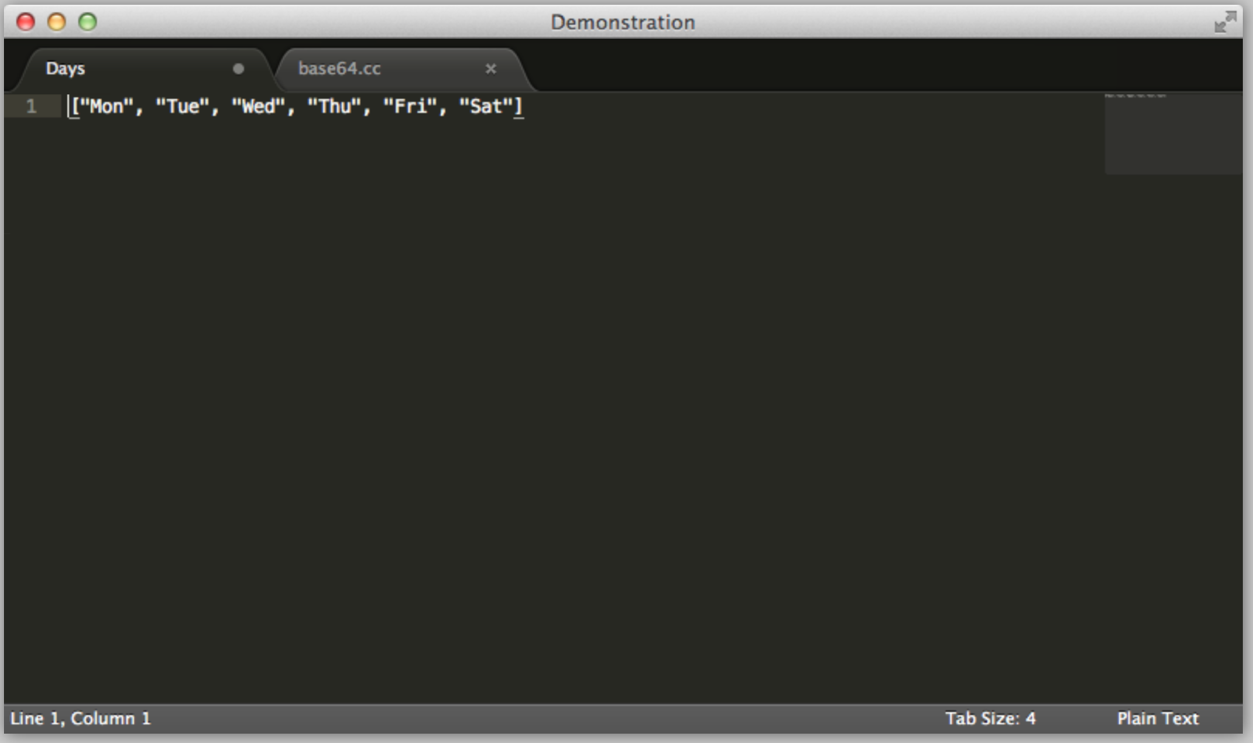 Demonstration
Days base64.cc ×
1 ["Mon", "Tue", "Wed", "Thu", "Fri", "Sat"]
Line 1, Column 1 Tab Size: 4 Plain Text